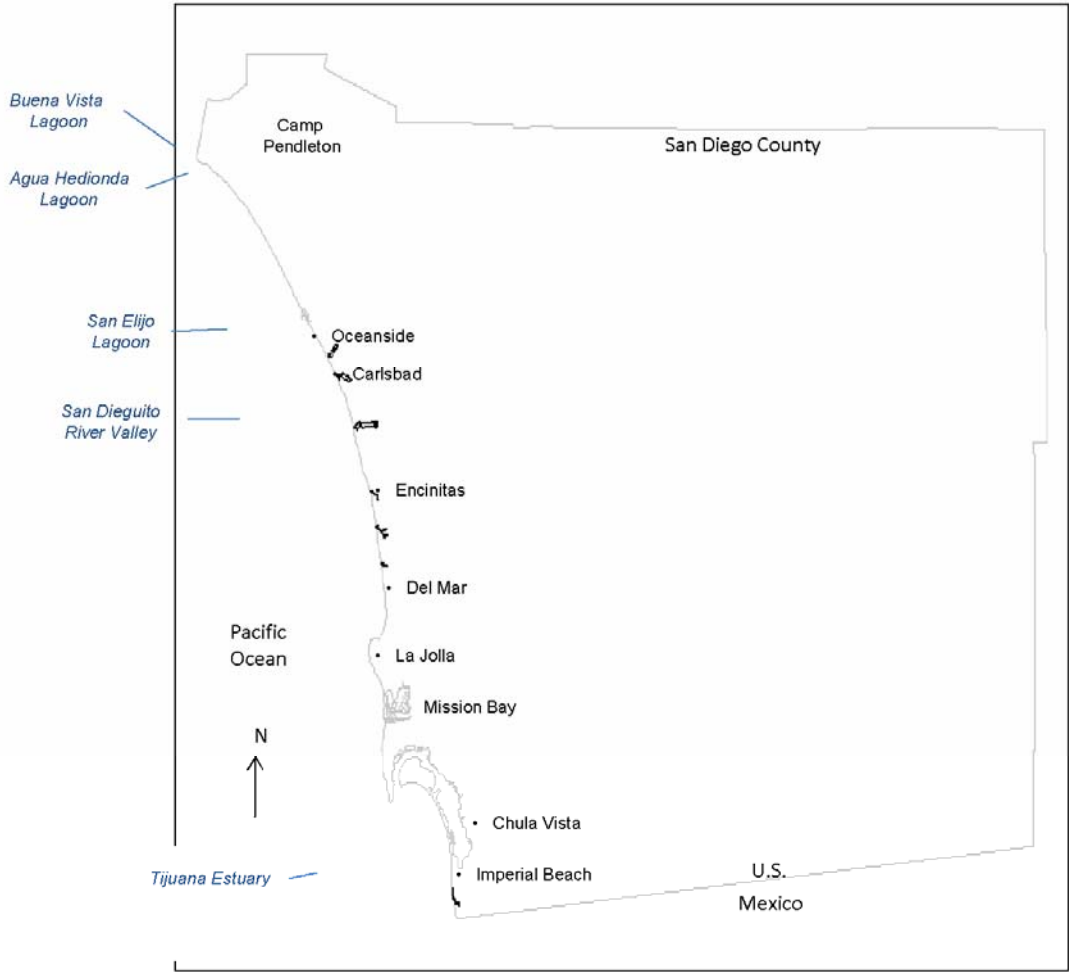 Buena Vista
Lagoon
Camp
Pendleton
San Diego County
Agua Hedionda
Lagoon
San Elijo
Lagoon
Oceanside
Carlsbad
San Dieguito
River Valley
Encinitas
Del Mar
Pacific
Ocean
La Jolla
Mission Bay
N
Chula Vista
Tijuana Estuary
Imperial Beach
U.S.
Mexico